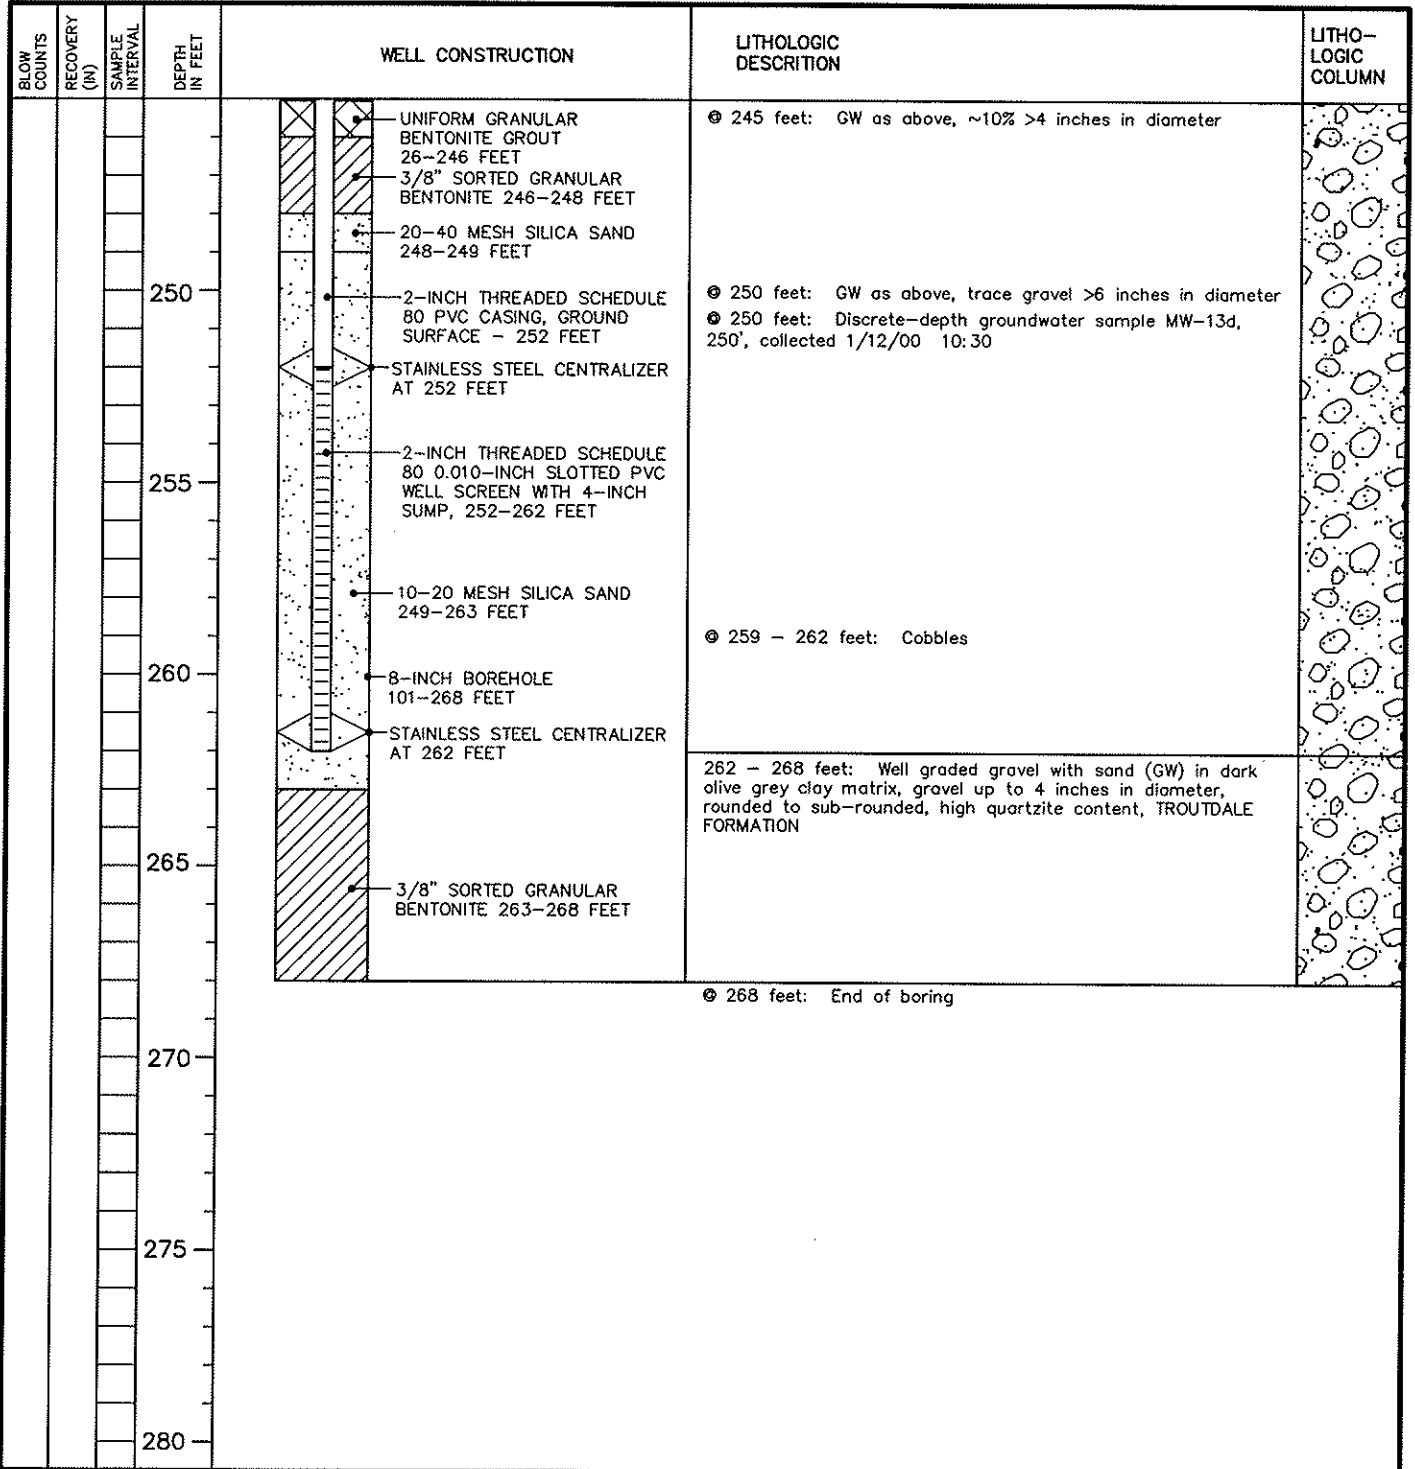 BLOW
COUNTS
RECOVERY
(IN)
SAMPLE
INTERVAL
DEPTH
IN FEET
WELL CONSTRUCTION
LITHOLOGIC
DESCRITION
LITHO-
LOGIC
COLUMN
UNIFORM GRANULAR
BENTONITE GROUT
26-246 FEET
3/8" SORTED GRANULAR
BENTONITE 246-248 FEET
20-40 MESH SILICA SAND
248-249 FEET
2-INCH THREADED SCHEDULE
80 PVC CASING, GROUND
SURFACE - 252 FEET
STAINLESS STEEL CENTRALIZER
AT 252 FEET
2-INCH THREADED SCHEDULE
80 0.010-INCH SLOTTED PVC
WELL SCREEN WITH 4-INCH
SUMP, 252-262 FEET
10-20 MESH SILICA SAND
249-263 FEET
8-INCH BOREHOLE
101-268 FEET
STAINLESS STEEL CENTRALIZER
AT 262 FEET
3/8" SORTED GRANULAR
BENTONITE 263-268 FEET
@ 245 feet: GW as above, ~10% >4 inches in diameter
@ 250 feet: GW as above, trace gravel >6 inches in diameter
@ 250 feet: Discrete-depth groundwater sample MW-13d,
250', collected 1/12/00 10:30
@ 259 - 262 feet: Cobbles
262 - 268 feet: Well graded gravel with sand (GW) in dark
olive grey clay matrix, gravel up to 4 inches in diameter,
rounded to sub-rounded, high quartzite content, TROUTDALE
FORMATION
@ 268 feet: End of boring
250
255
260
265
270
275
280